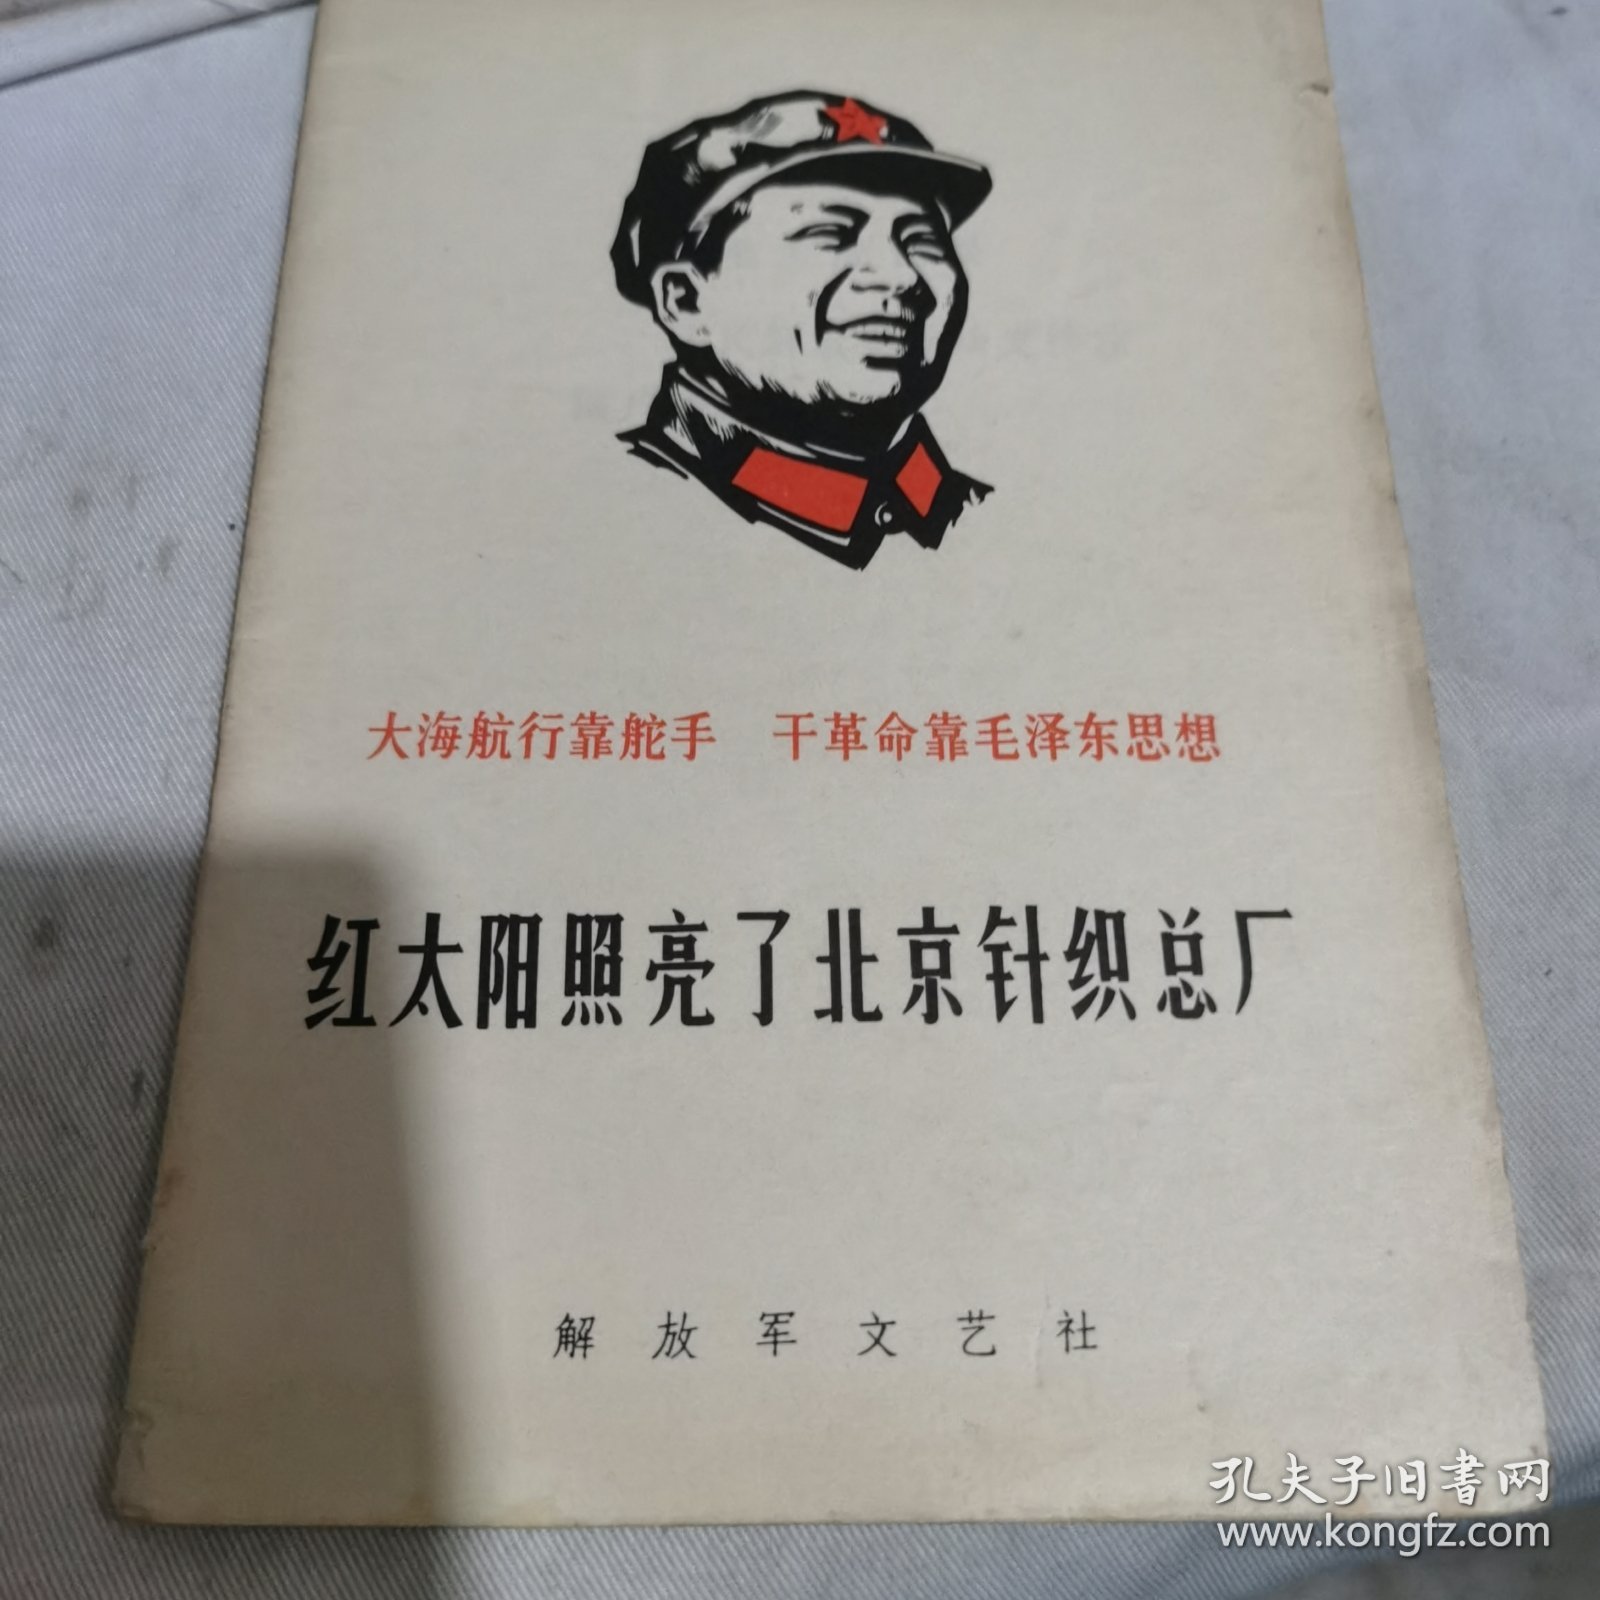 大海航行靠舵手　干革命靠毛泽东思想
红太阳照亮了北京针织总厂
解放军文艺社
孔夫子旧書网
www.kongfz.com